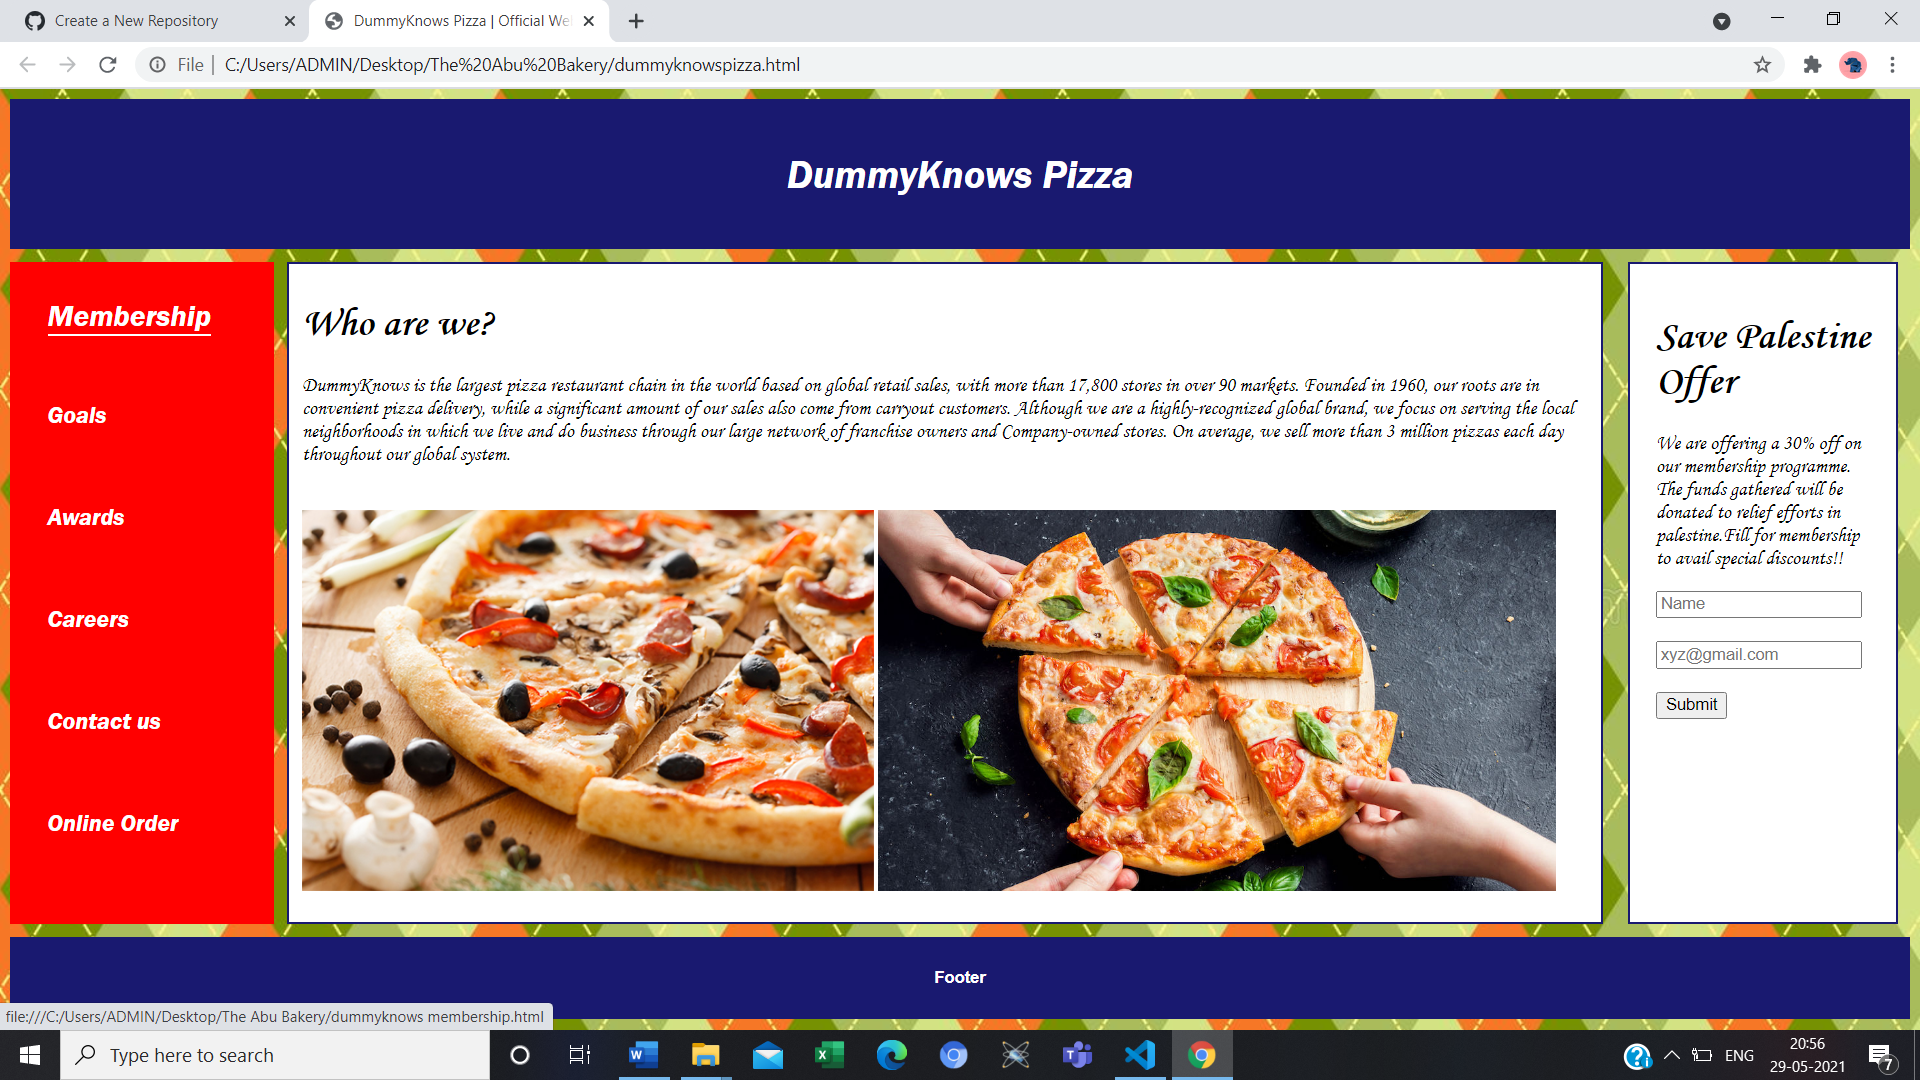 Create a New Repository
DummyKnows Pizza | Official We
File
C:/Users/ADMIN/Desktop/The%20Abu%20Bakery/dummyknowspizza.html
DummyKnows Pizza
Membership
Goals
Awards
Careers
Contact us
Online Order
Who are we?
DummyKnows is the largest pizza restaurant chain in the world based on global retail sales, with more than 17,800 stores in over 90 markets. Founded in 1960, our roots are in
convenient pizza delivery, while a significant amount of our sales also come from carryout customers. Although we are a highly-recognized global brand, we focus on serving the local
neighborhoods in which we live and do business through our large network of franchise owners and Company-owned stores. On average, we sell more than 3 million pizzas each day
throughout our global system.
Save Palestine
Offer
We are offering a 30% off on
our membership programme.
The funds gathered will be
donated to relief efforts in
palestine.Fill for membership
to avail special discounts!!
Name
xyz@gmail.com
Submit
Footer
file:///C:/Users/ADMIN/Desktop/The Abu Bakery/dummyknows membership.html
Type here to search
ENG
20:56
29-05-2021
7